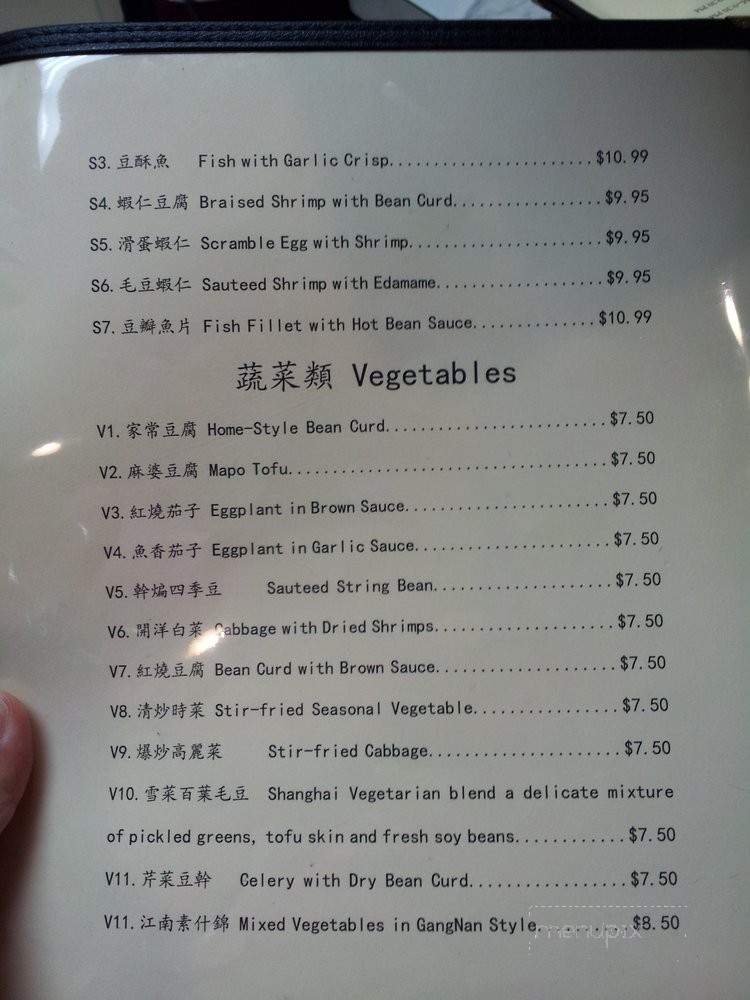 S3. 豆酥魚 Fish with Garlic Crisp.......................$10.99
S4. 蝦仁豆腐 Braised Shrimp with Bean Curd.................$9.95
S5. 滑蛋蝦仁 Scramble Egg with Shrimp......................$9.95
S6. 毛豆蝦仁 Sauteed Shrimp with Edamame...................$9.95
S7. 豆瓣魚片 Fish Fillet with Hot Bean Sauce..............$10.99
蔬菜類 Vegetables
V1. 家常豆腐 Home-Style Bean Curd.........................$7.50
V2. 麻婆豆腐 Mapo Tofu....................................$7.50
V3. 紅燒茄子 Eggplant in Brown Sauce.......................$7.50
V4. 魚香茄子 Eggplant in Garlic Sauce......................$7.50
V5. 幹煸四季豆 Sauteed String Bean....................$7.50
V6. 開洋白菜 Cabbage with Dried Shrimps....................$7.50
V7. 紅燒豆腐 Bean Curd with Brown Sauce....................$7.50
V8. 清炒時菜 Stir-fried Seasonal Vegetable................$7.50
V9. 爆炒高麗菜 Stir-fried Cabbage.....................$7.50
V10. 雪菜百葉毛豆 Shanghai Vegetarian blend a delicate mixture
of pickled greens, tofu skin and fresh soy beans............$7.50
V11. 芹菜豆幹 Celery with Dry Bean Curd.................$7.50
V11. 江南素什錦 Mixed Vegetables in GangNan Style..........$8.50
menupix